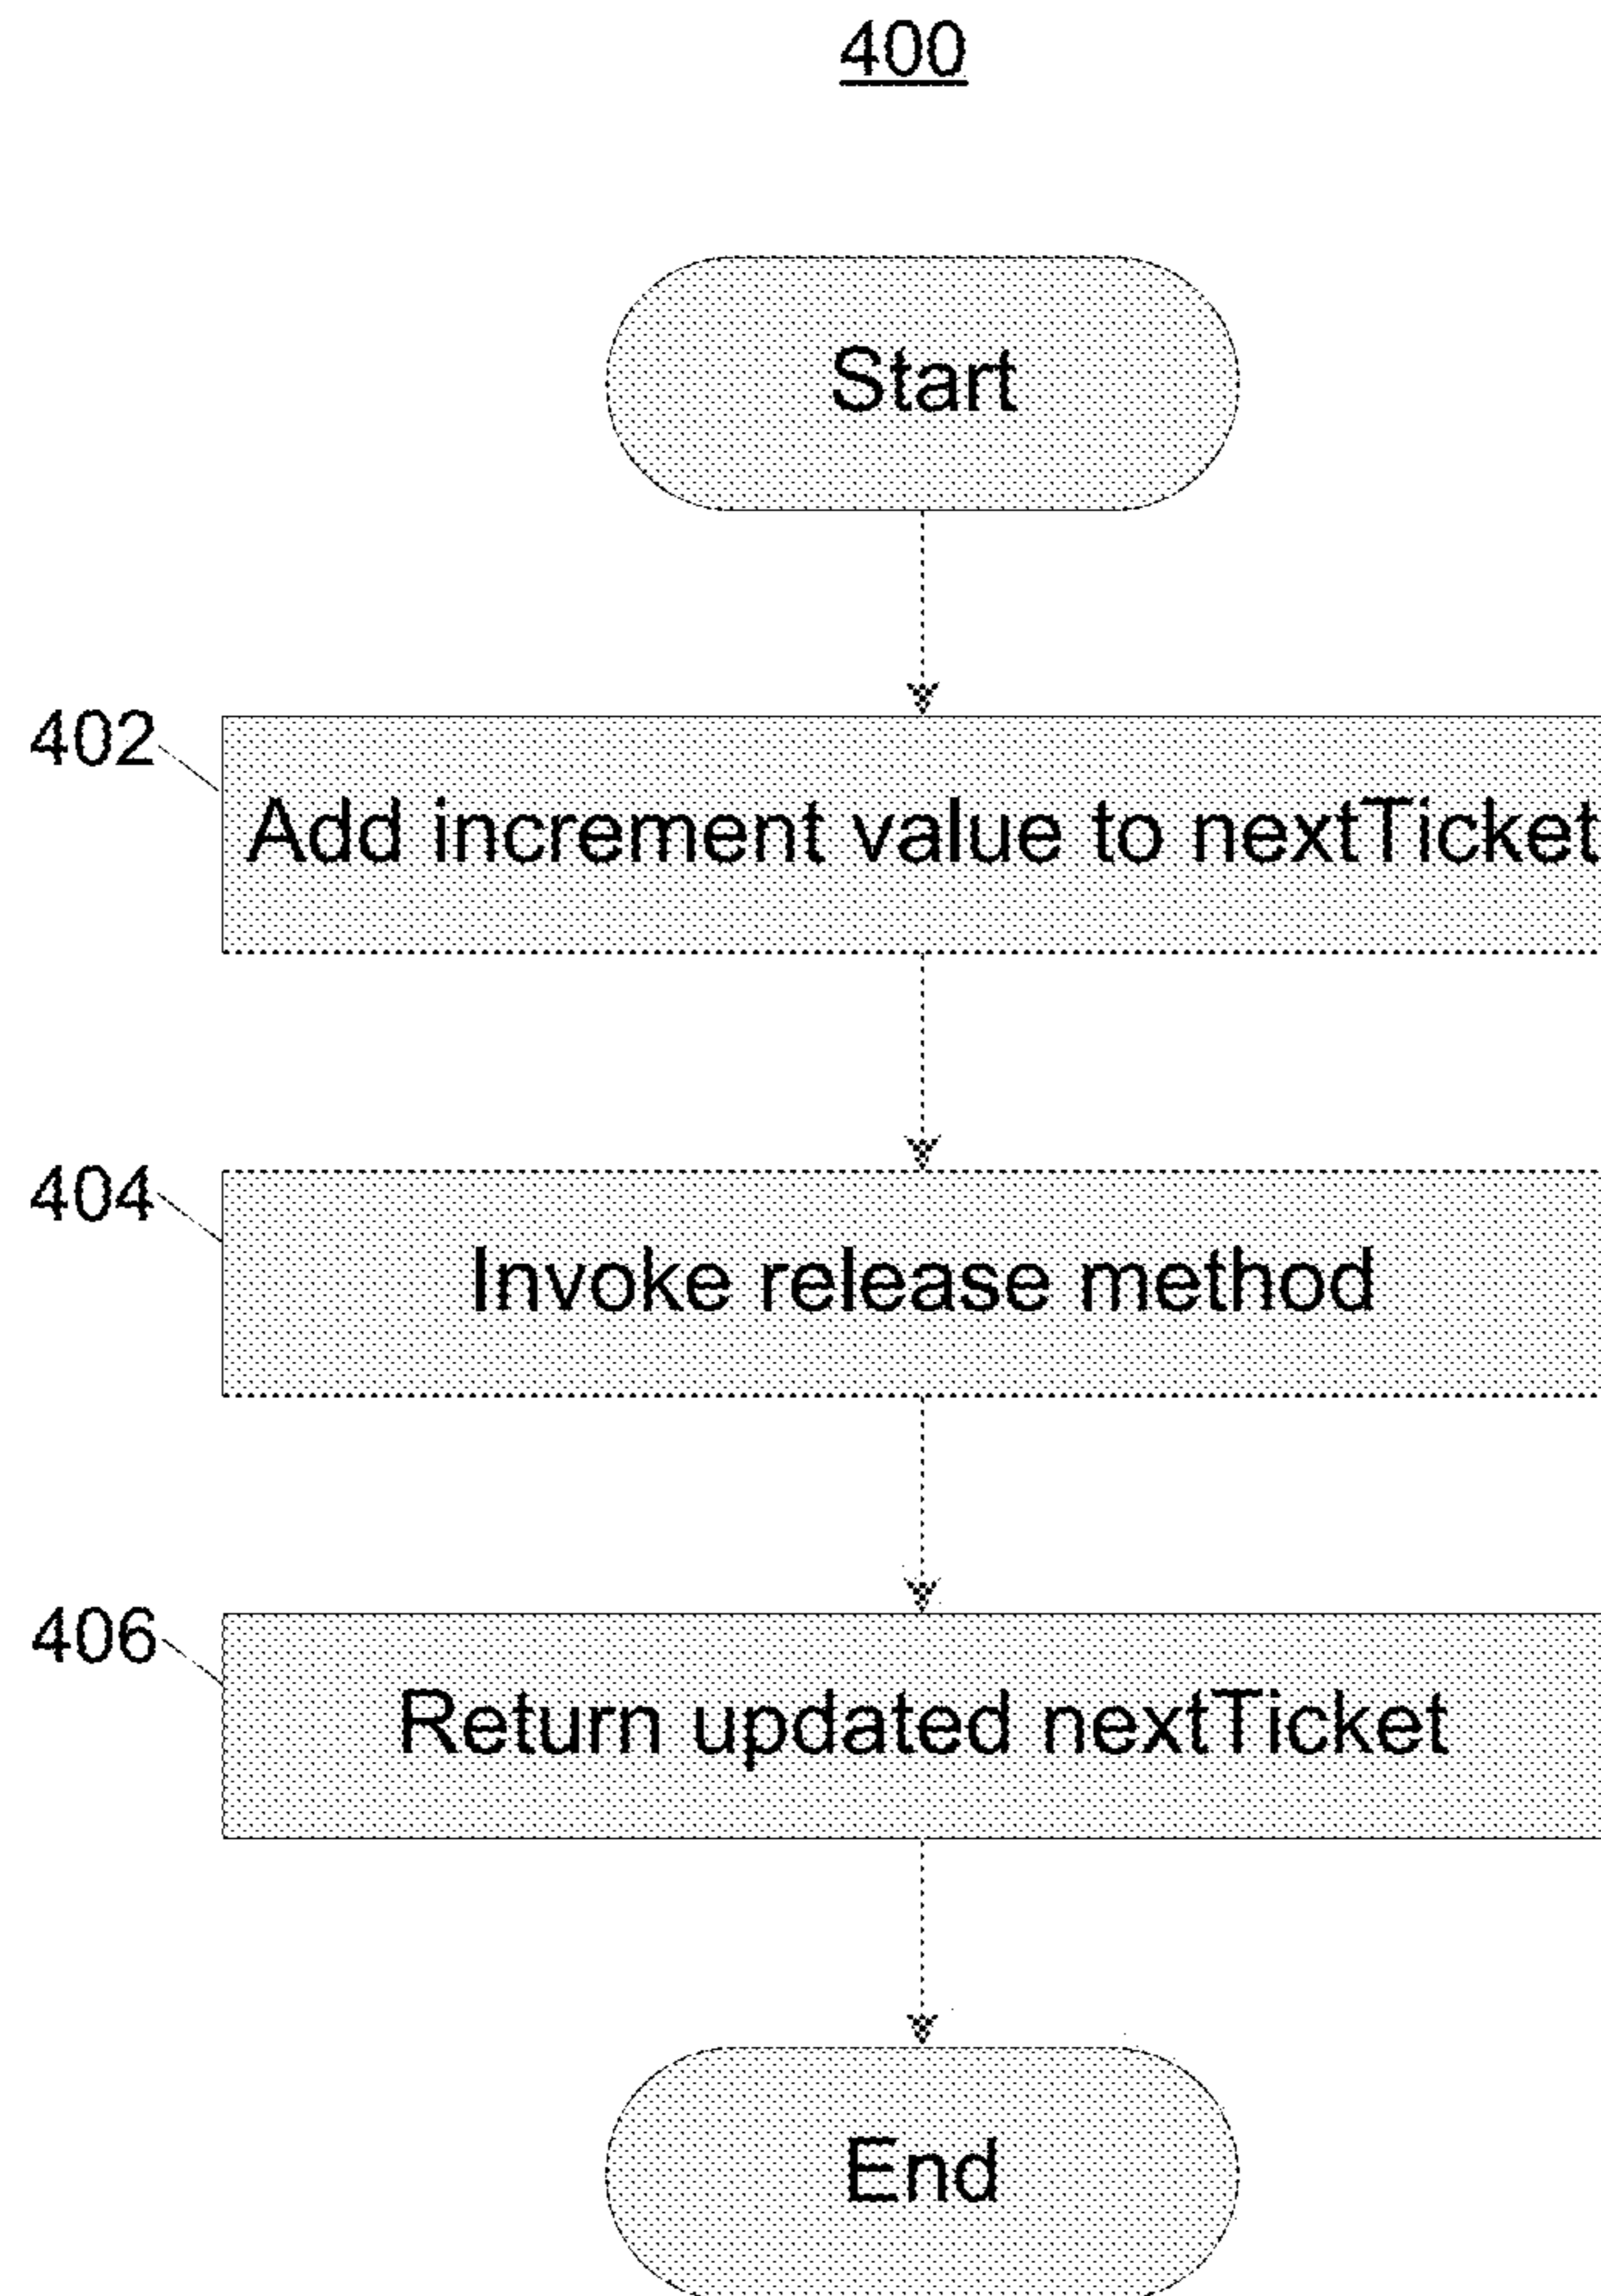 400
Start
402
Add increment value to nextTicket
404
Invoke release method
406
Return updated nextTicket
End